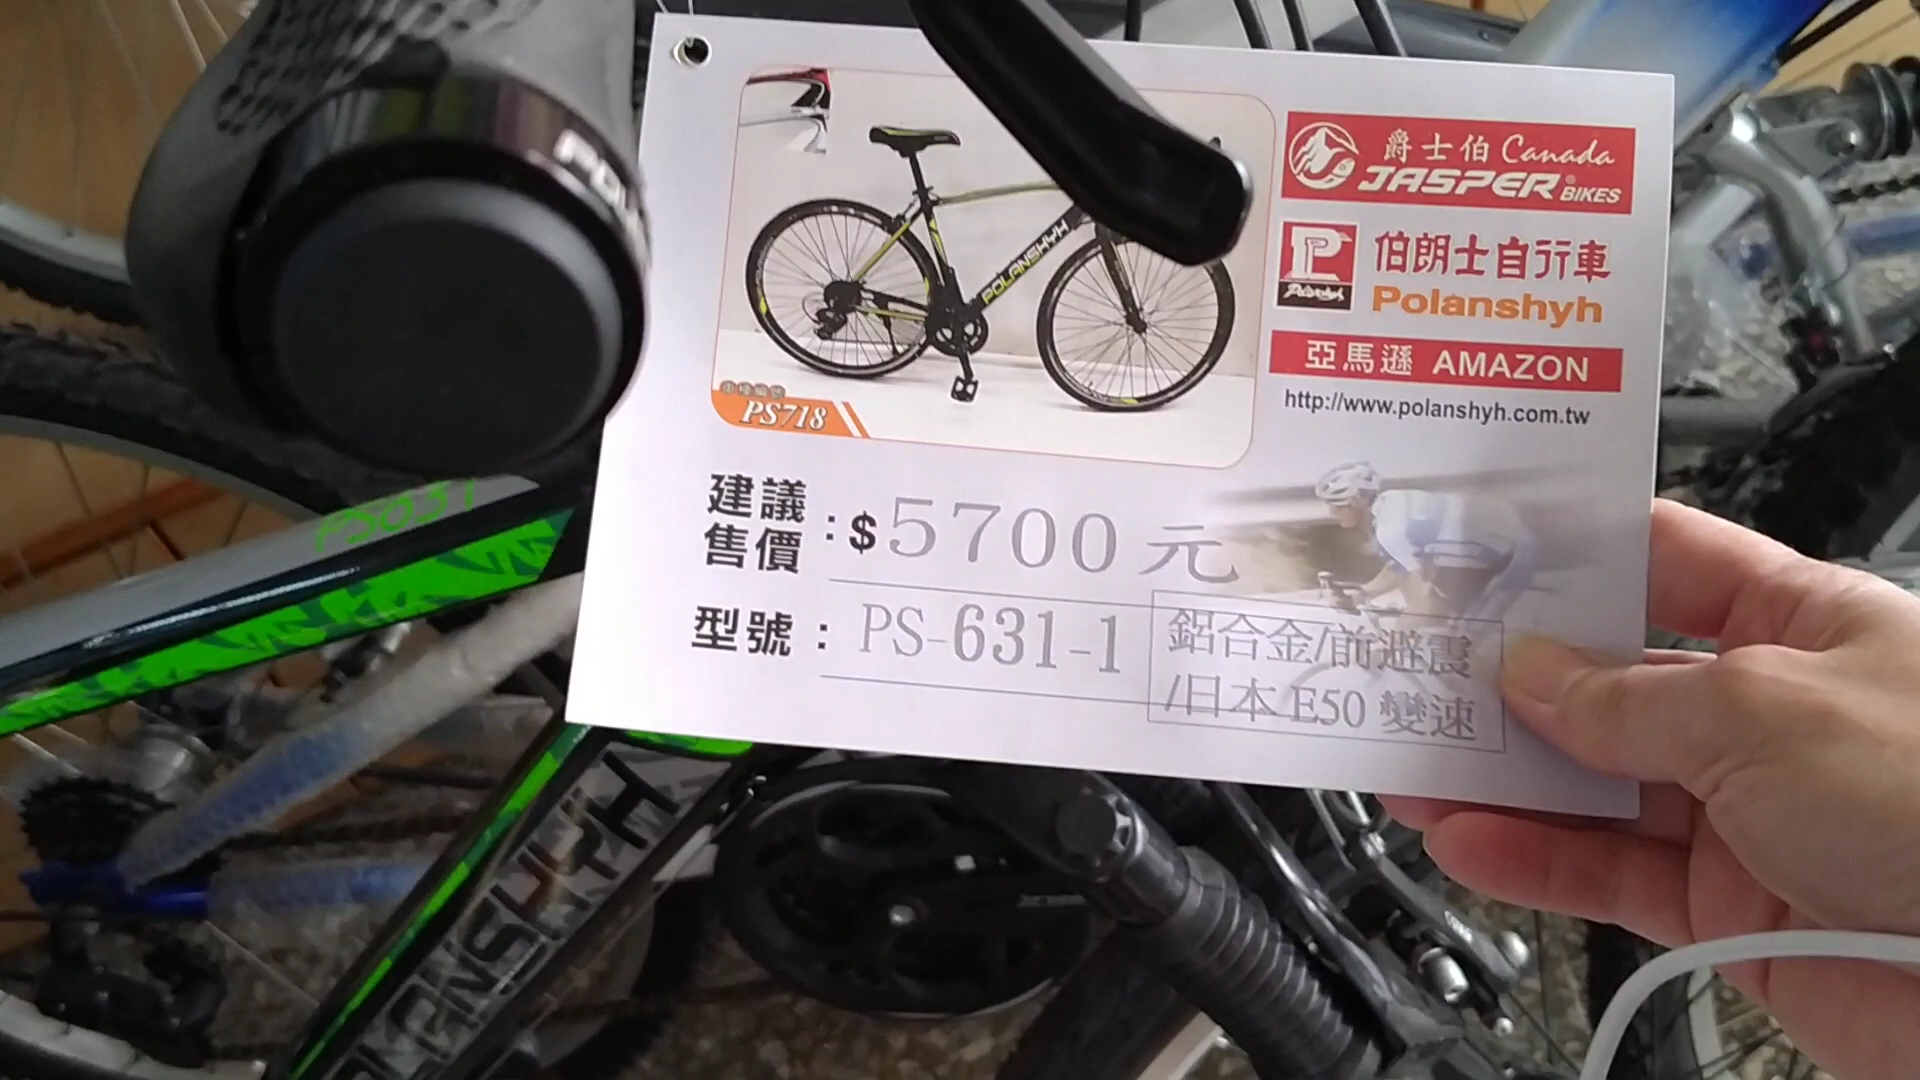 爵士伯 Canada
JASPER® BIKES
P
Polanshyh
伯朗士自行車
Polanshyh
亞馬遜 AMAZON
http://www.polanshyh.com.tw
POLANSHYH
PS718
建議售價:$5700元
型號:PS-631-1
鋁合金/前避震
/日本 E50 變速
PS031